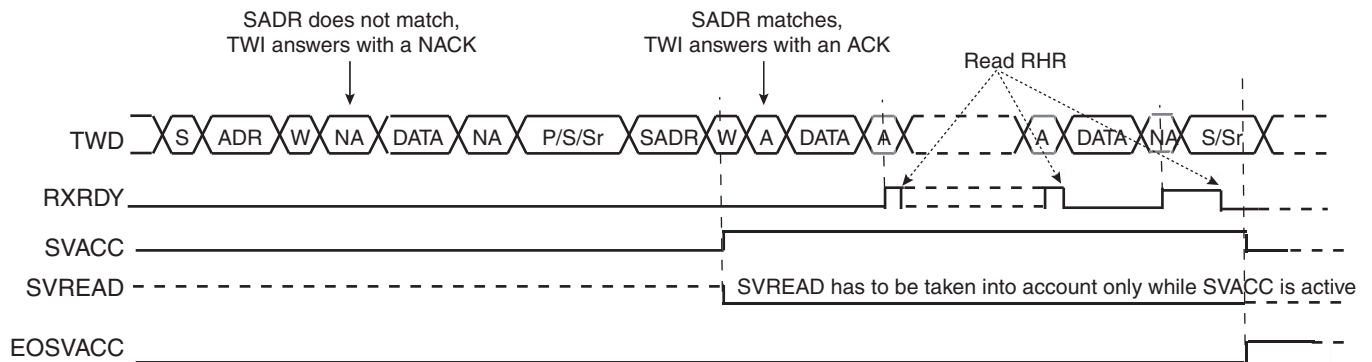 SADR does not match,
TWI answers with a NACK
SADR matches,
TWI answers with an ACK
Read RHR
TWD S ADR W NA DATA NA P/S/Sr SADR W A DATA A A DATA NA S/Sr
RXRDY
SVACC
SVREAD SVREAD has to be taken into account only while SVACC is active
EOSVACC